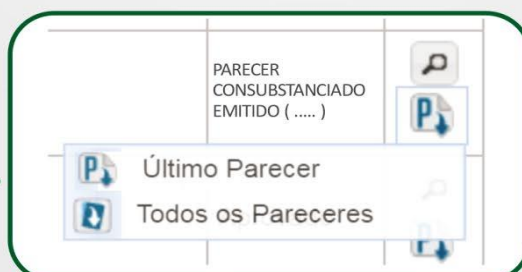 PARECER
CONSUBSTANCIADO
EMITIDO ( ..... )
Último Parecer
Todos os Pareceres